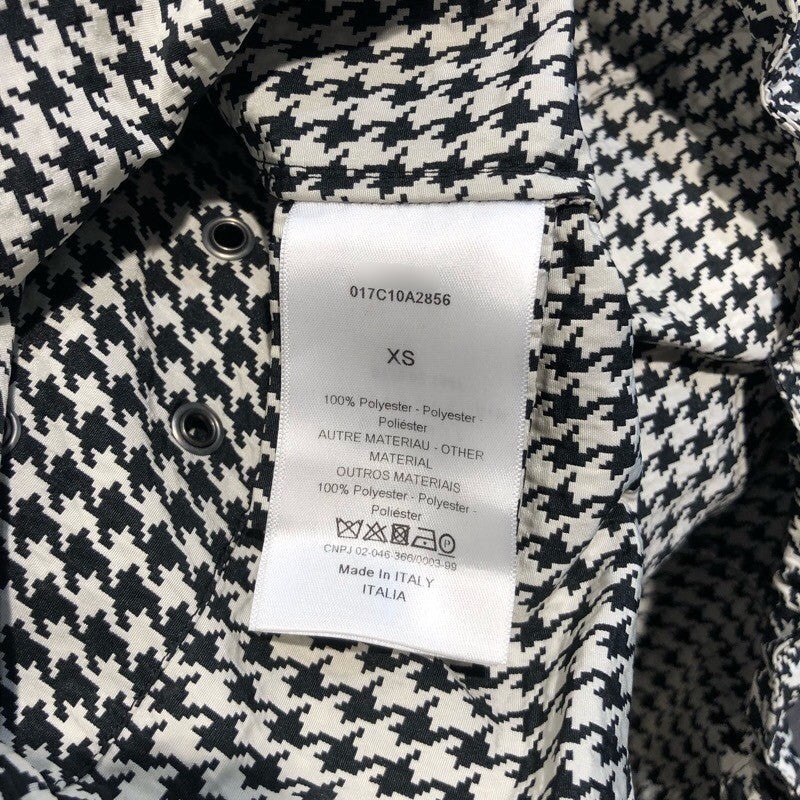 017C10A2856
XS
100% Polyester - Polyester -
Poliéster
AUTRE MATERIAU - OTHER
MATERIAL
OUTROS MATERIAIS
100% Polyester - Polyester -
Poliéster
CNPJ 02-046-366/0003-99
Made In ITALY
ITALIA